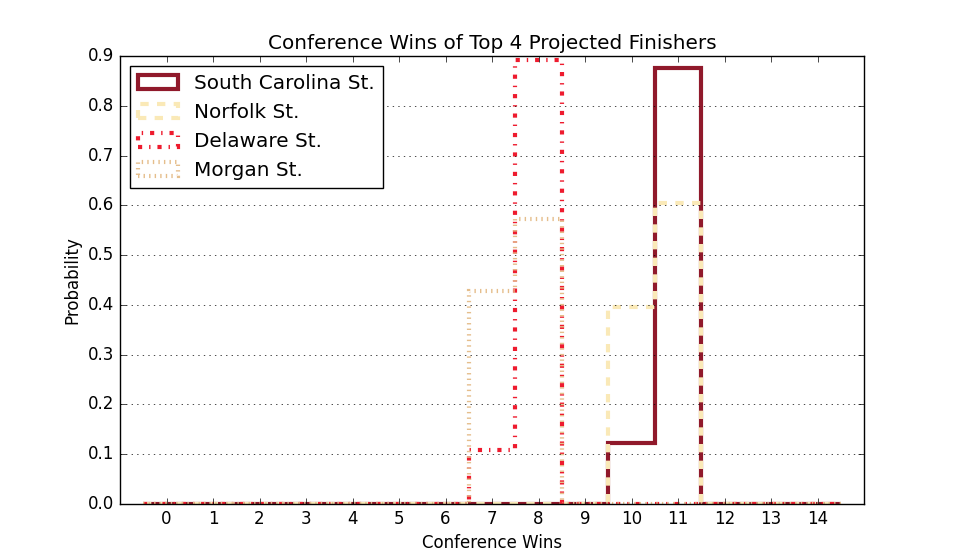 Conference Wins of Top 4 Projected Finishers
0.9
0.8
0.7
0.6
0.5
0.4
0.3
0.2
0.1
0.0
Probability
South Carolina St.
Norfolk St.
Delaware St.
Morgan St.
0 1 2 3 4 5 6 7 8 9 10 11 12 13 14
Conference Wins